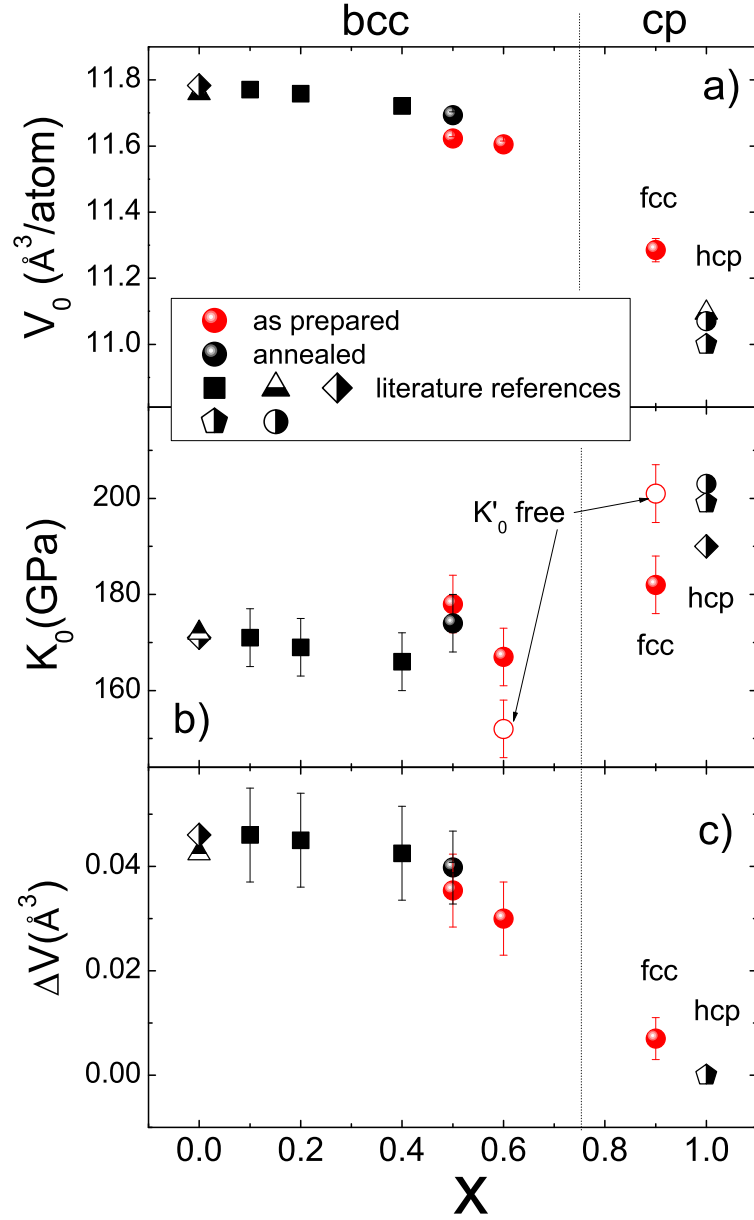 bcc cp
a)
V₀ (Å³/atom)
11.8
11.6
11.4
11.2
11.0
fcc
hcp
as prepared
annealed
literature references
b)
K₀(GPa)
200
180
160
K'₀ free
hcp
fcc
c)
ΔV(Å³)
0.04
0.02
0.00
fcc
hcp
0.0 0.2 0.4 0.6 0.8 1.0
X